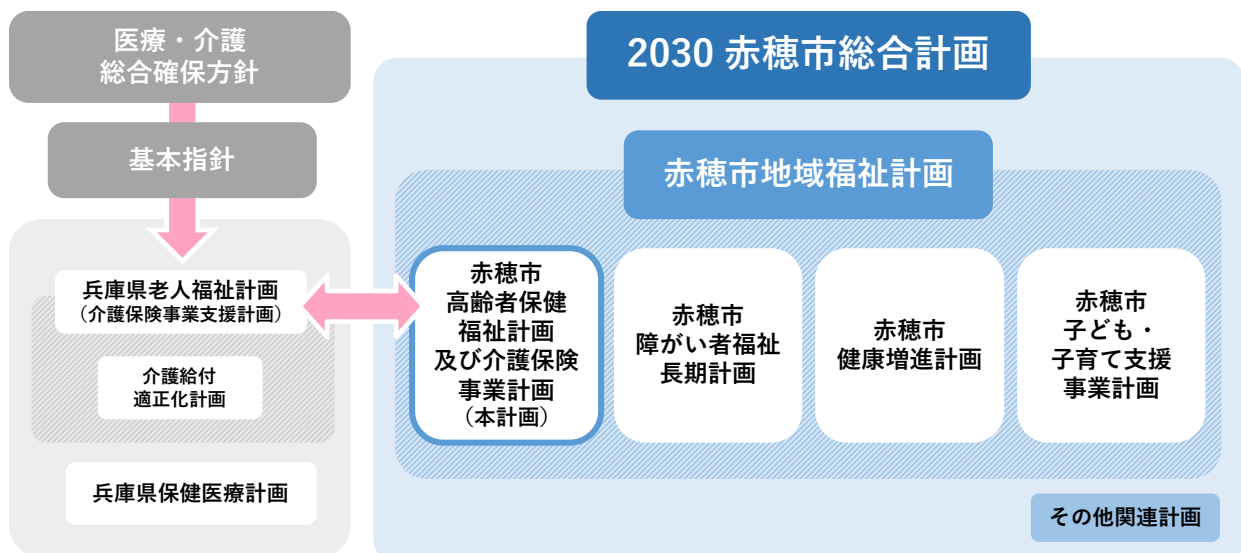 医療・介護
総合確保方針
基本指針
兵庫県老人福祉計画
（介護保険事業支援計画）
介護給付
適正化計画
兵庫県保健医療計画
2030 赤穂市総合計画
赤穂市地域福祉計画
赤穂市
高齢者保健
福祉計画
及び介護保険
事業計画
（本計画）
赤穂市
障がい者福祉
長期計画
赤穂市
健康増進計画
赤穂市
子ども・
子育て支援
事業計画
その他関連計画